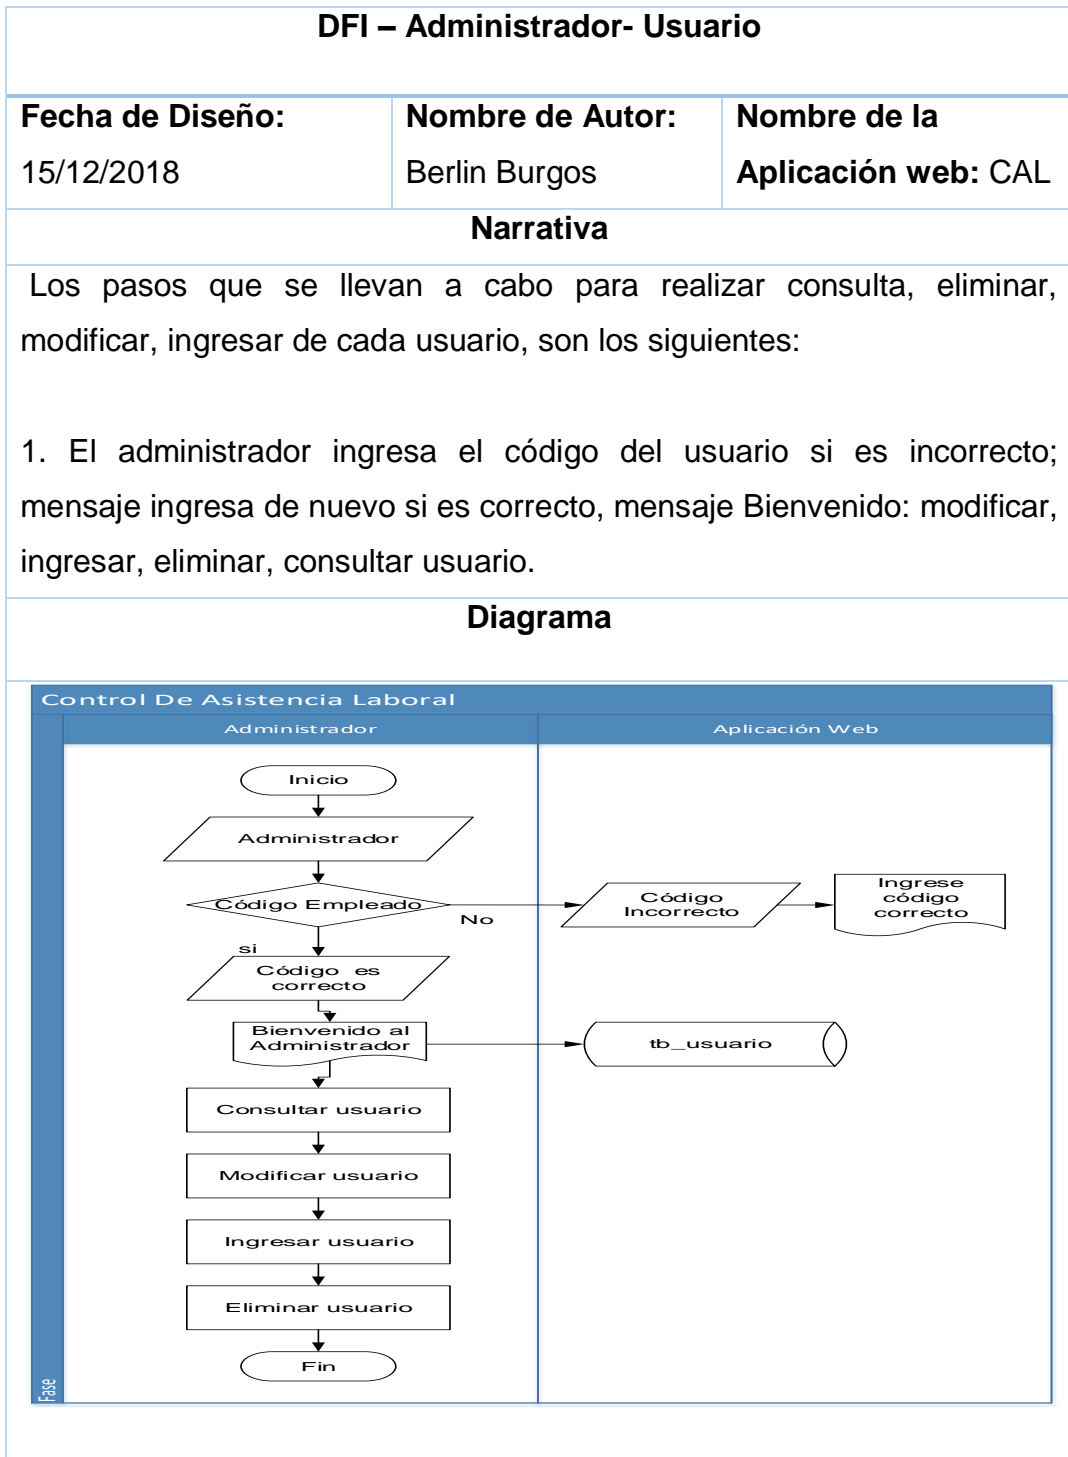 DFI – Administrador- Usuario
Fecha de Diseño:
15/12/2018
Nombre de Autor:
Berlin Burgos
Nombre de la
Aplicación web: CAL
Narrativa
Los pasos que se llevan a cabo para realizar consulta, eliminar,
modificar, ingresar de cada usuario, son los siguientes:
1. El administrador ingresa el código del usuario si es incorrecto;
mensaje ingresa de nuevo si es correcto, mensaje Bienvenido: modificar,
ingresar, eliminar, consultar usuario.
Diagrama
Control De Asistencia Laboral
Administrador
Aplicación Web
Inicio
Administrador
Código Empleado
No
Código
Incorrecto
Ingrese
código
correcto
si
Código es
correcto
Bienvenido al
Administrador
tb_usuario
Consultar usuario
Modificar usuario
Ingresar usuario
Eliminar usuario
Fin
Fase